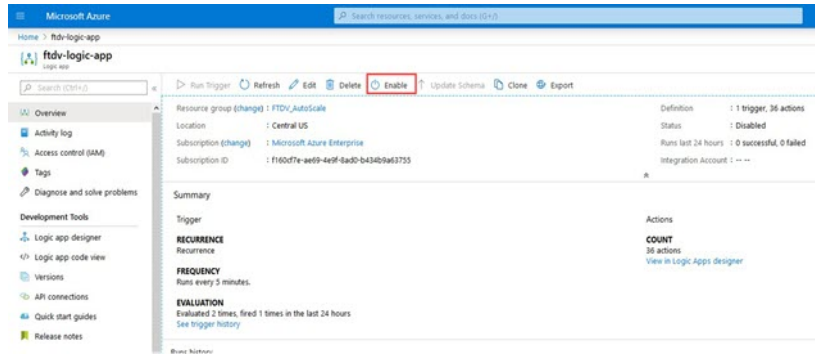 Microsoft Azure
Search resources, services, and docs (G+/)
Home > ftdv-logic-app
ftdv-logic-app
Logic app
Search (Ctrl+/)
«
Run Trigger Refresh Edit Delete Enable Update Schema Clone Export
Overview
Activity log
Access control (IAM)
Tags
Diagnose and solve problems
Development Tools
Logic app designer
</> Logic app code view
Versions
API connections
Quick start guides
Release notes
Resource group (change) : FTDV_AutoScale
Location : Central US
Subscription (change) : Microsoft Azure Enterprise
Subscription ID : f160cf7e-ae69-4e9f-8ad0-b434b9a63755
Definition : 1 trigger, 36 actions
Status : Disabled
Runs last 24 hours : 0 successful, 0 failed
Integration Account : -- --
Summary
Trigger
RECURRENCE
Recurrence
FREQUENCY
Runs every 5 minutes.
EVALUATION
Evaluated 2 times, fired 1 times in the last 24 hours
See trigger history
Actions
COUNT
36 actions
View in Logic Apps designer
Runs history